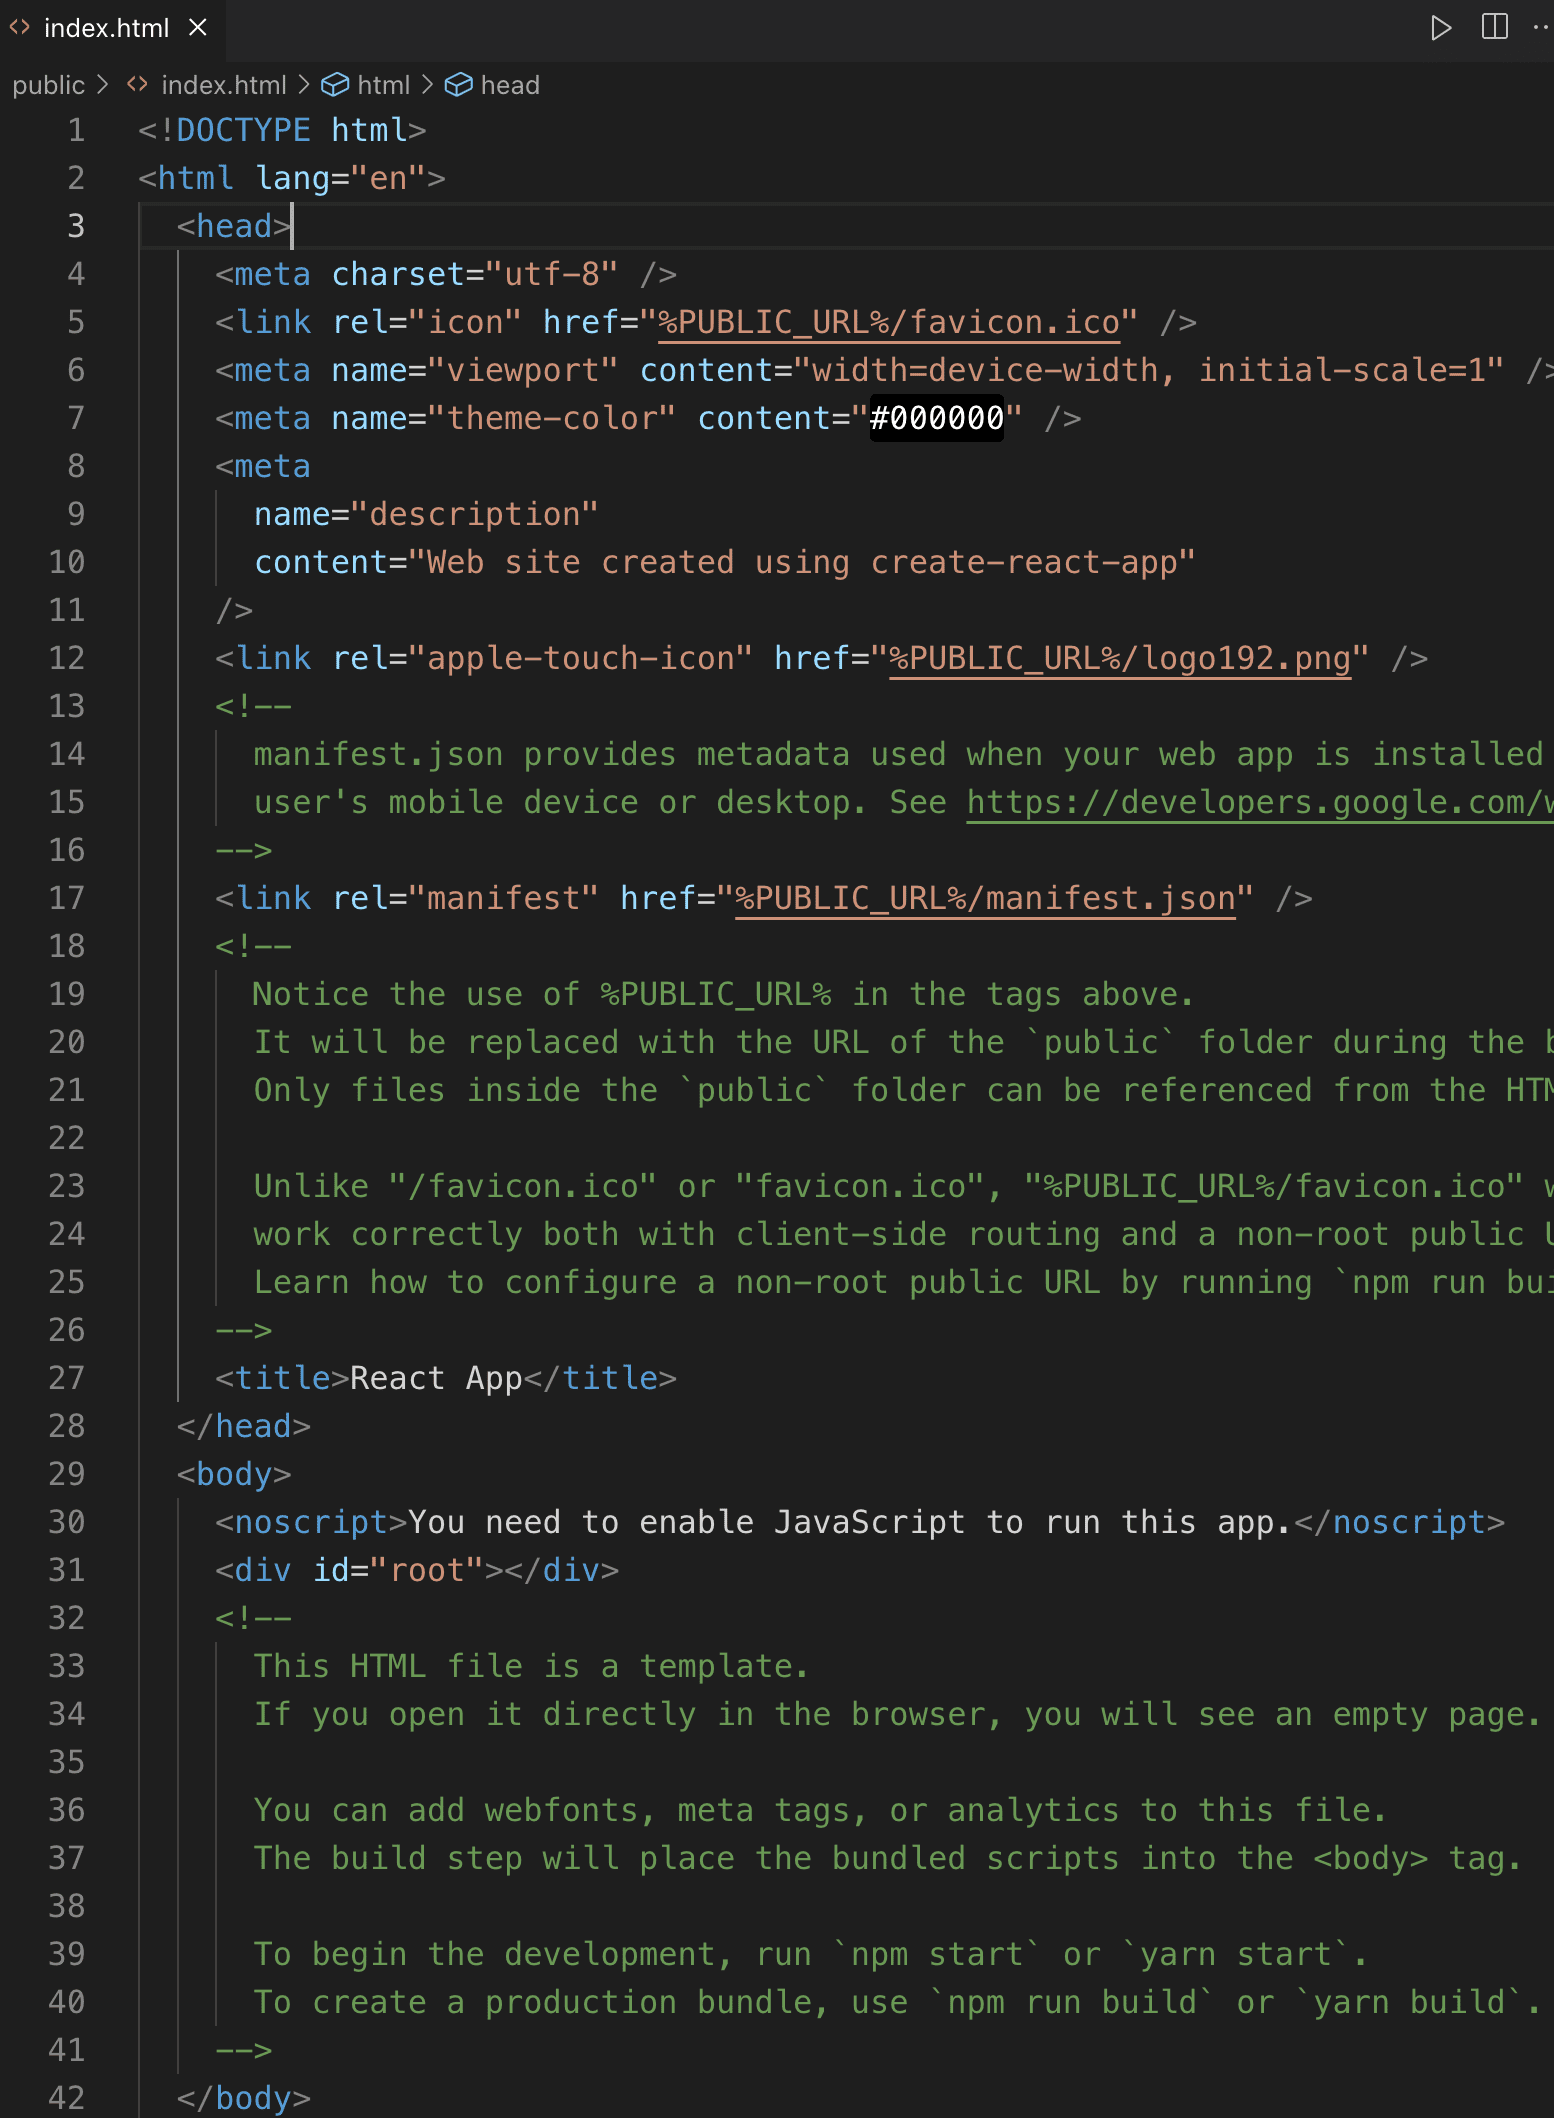 index.html
public > index.html > html > head
1 <!DOCTYPE html>
2 <html lang="en">
3 <head>
4 <meta charset="utf-8" />
5 <link rel="icon" href="%PUBLIC_URL%/favicon.ico" />
6 <meta name="viewport" content="width=device-width, initial-scale=1" />
7 <meta name="theme-color" content="#000000" />
8 <meta
9 name="description"
10 content="Web site created using create-react-app"
11 />
12 <link rel="apple-touch-icon" href="%PUBLIC_URL%/logo192.png" />
13 <!--
14 manifest.json provides metadata used when your web app is installed
15 user's mobile device or desktop. See https://developers.google.com/
16 -->
17 <link rel="manifest" href="%PUBLIC_URL%/manifest.json" />
18 <!--
19 Notice the use of %PUBLIC_URL% in the tags above.
20 It will be replaced with the URL of the `public` folder during the
21 Only files inside the `public` folder can be referenced from the
22
23 Unlike "/favicon.ico" or "favicon.ico", "%PUBLIC_URL%/favicon.ico"
24 work correctly both with client-side routing and a non-root public
25 Learn how to configure a non-root public URL by running `npm run
26 -->
27 <title>React App</title>
28 </head>
29 <body>
30 <noscript>You need to enable JavaScript to run this app.</noscript>
31 <div id="root"></div>
32 <!--
33 This HTML file is a template.
34 If you open it directly in the browser, you will see an empty page.
35
36 You can add webfonts, meta tags, or analytics to this file.
37 The build step will place the bundled scripts into the <body> tag.
38
39 To begin the development, run `npm start` or `yarn start`.
40 To create a production bundle, use `npm run build` or `yarn build`.
41 -->
42 </body>